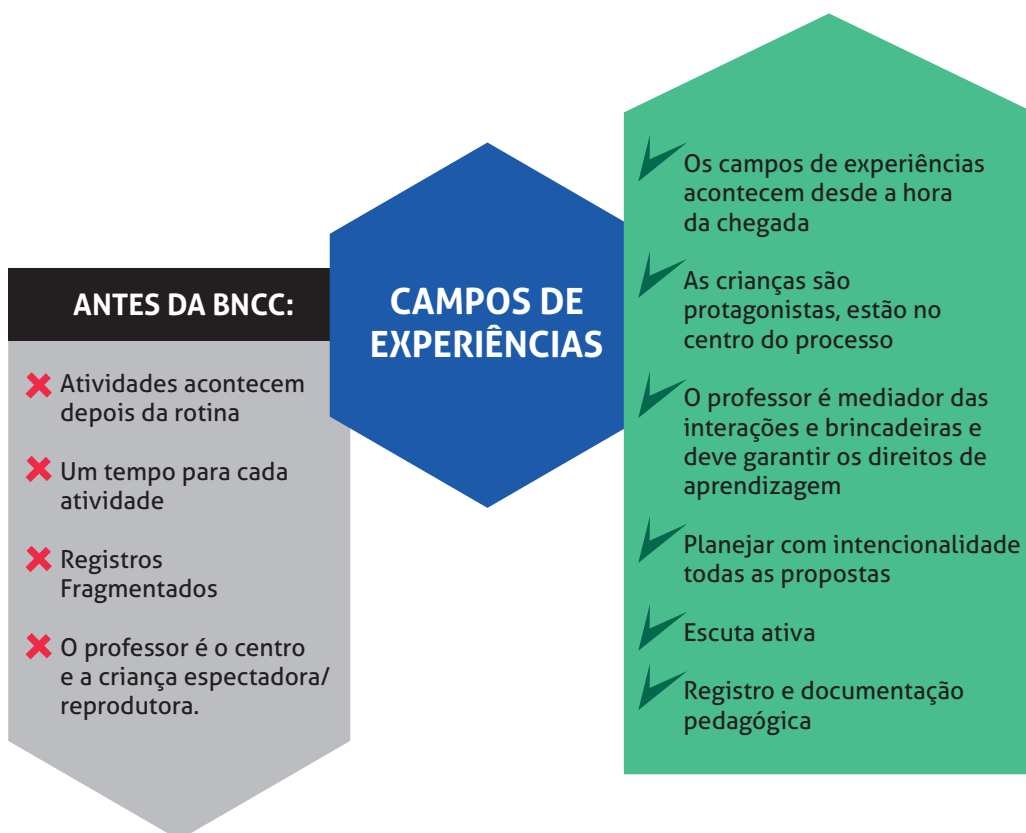 ANTES DA BNCC:
Atividades acontecem
depois da rotina
Um tempo para cada
atividade
Registros
Fragmentados
O professor é o centro
e a criança espectadora/
reprodutora.
CAMPOS DE
EXPERIÊNCIAS
Os campos de experiências
acontecem desde a hora
da chegada
As crianças são
protagonistas, estão no
centro do processo
O professor é mediador das
interações e brincadeiras e
deve garantir os direitos de
aprendizagem
Planejar com intencionalidade
todas as propostas
Escuta ativa
Registro e documentação
pedagógica